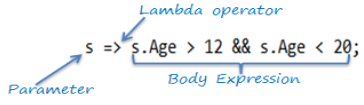 Lambda operator
s => s.Age > 12 && s.Age < 20;
Parameter
Body Expression